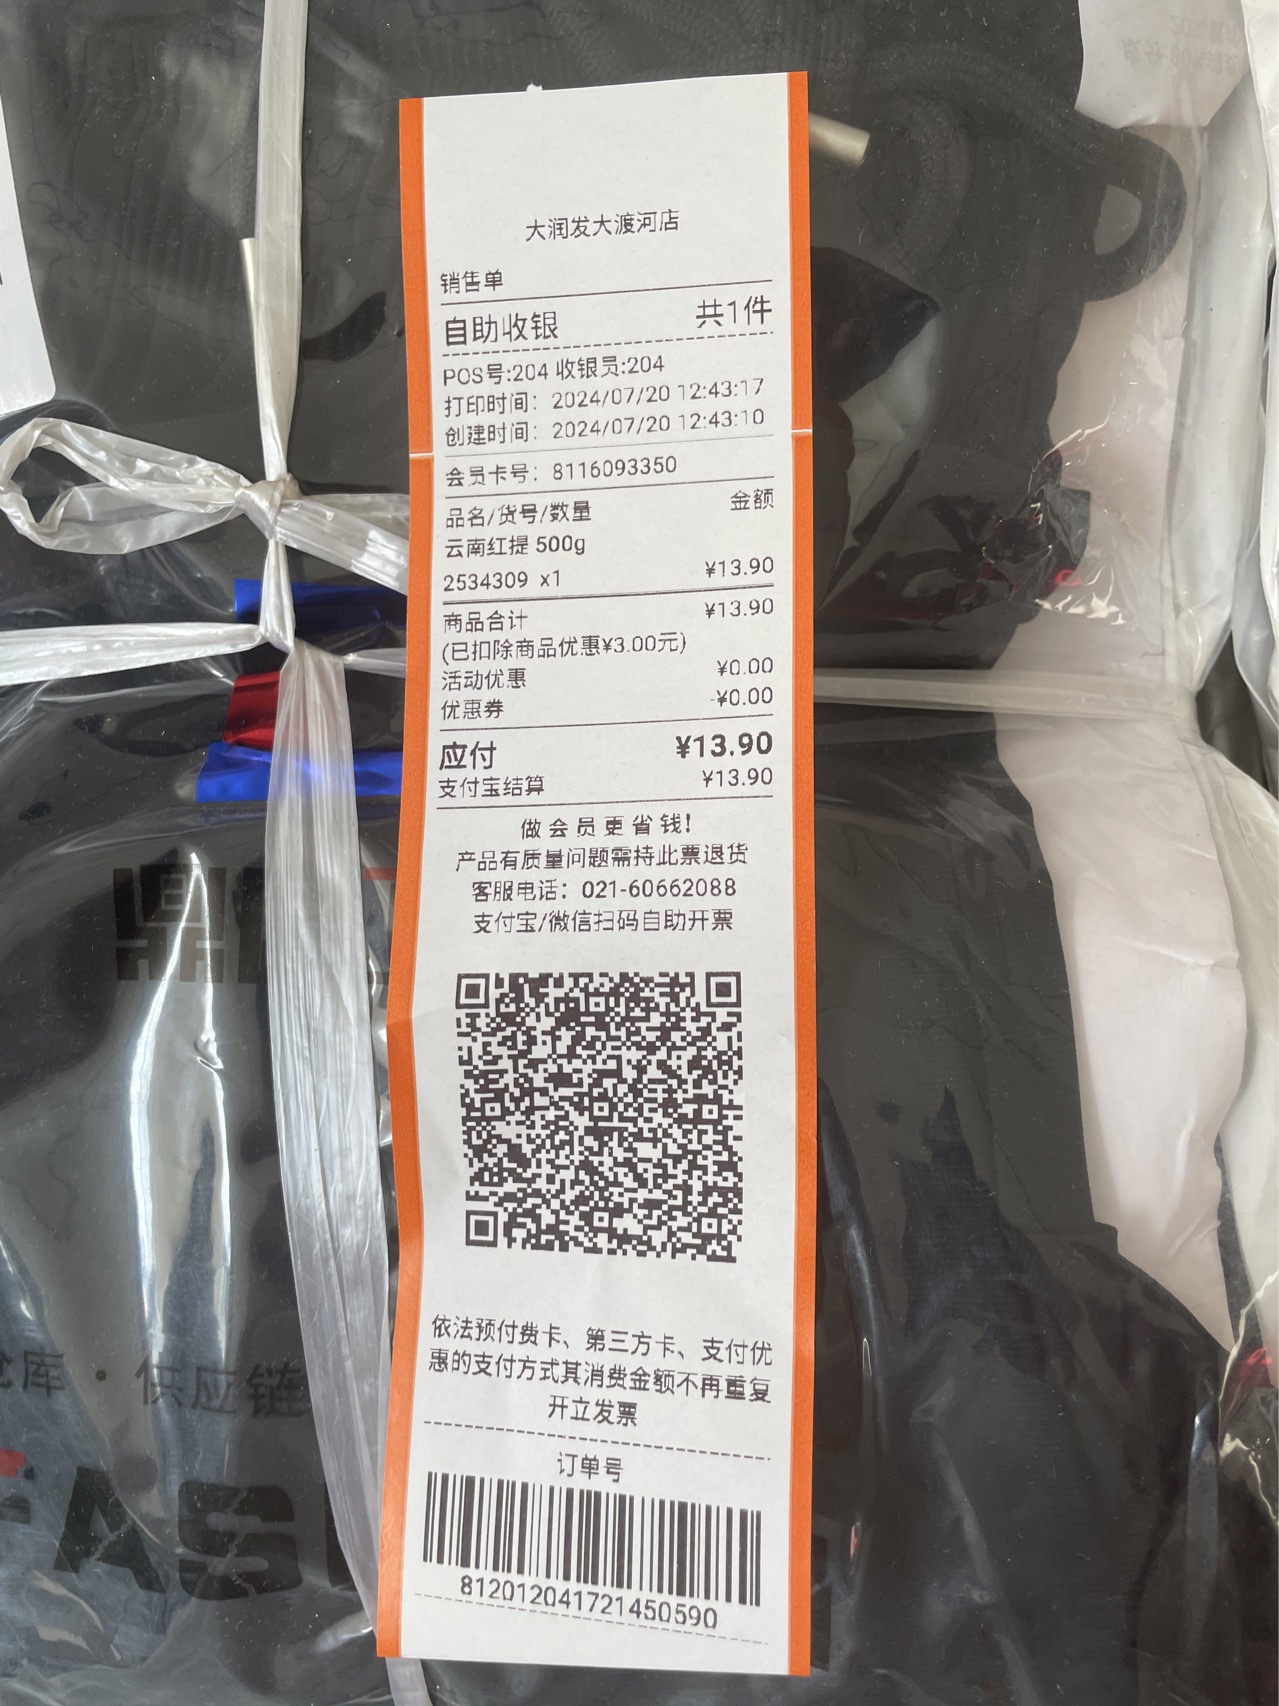 大润发大渡河店
销售单
自助收银 共1件
POS号:204 收银员:204
打印时间: 2024/07/20 12:43:17
创建时间: 2024/07/20 12:43:10
会员卡号: 8116093350
品名/货号/数量 金额
云南红提 500g
2534309 x1 ¥13.90
商品合计 ¥13.90
(已扣除商品优惠¥3.00元)
活动优惠 ¥0.00
优惠券 -¥0.00
应付 ¥13.90
支付宝结算 ¥13.90
做会员更省钱!
产品有质量问题需持此票退货
客服电话: 021-60662088
支付宝/微信扫码自助开票
依法预付费卡、第三方卡、支付优
惠的支付方式其消费金额不再重复
开立发票
订单号
812012041721450590
鼎
仓库·供应链
FAS